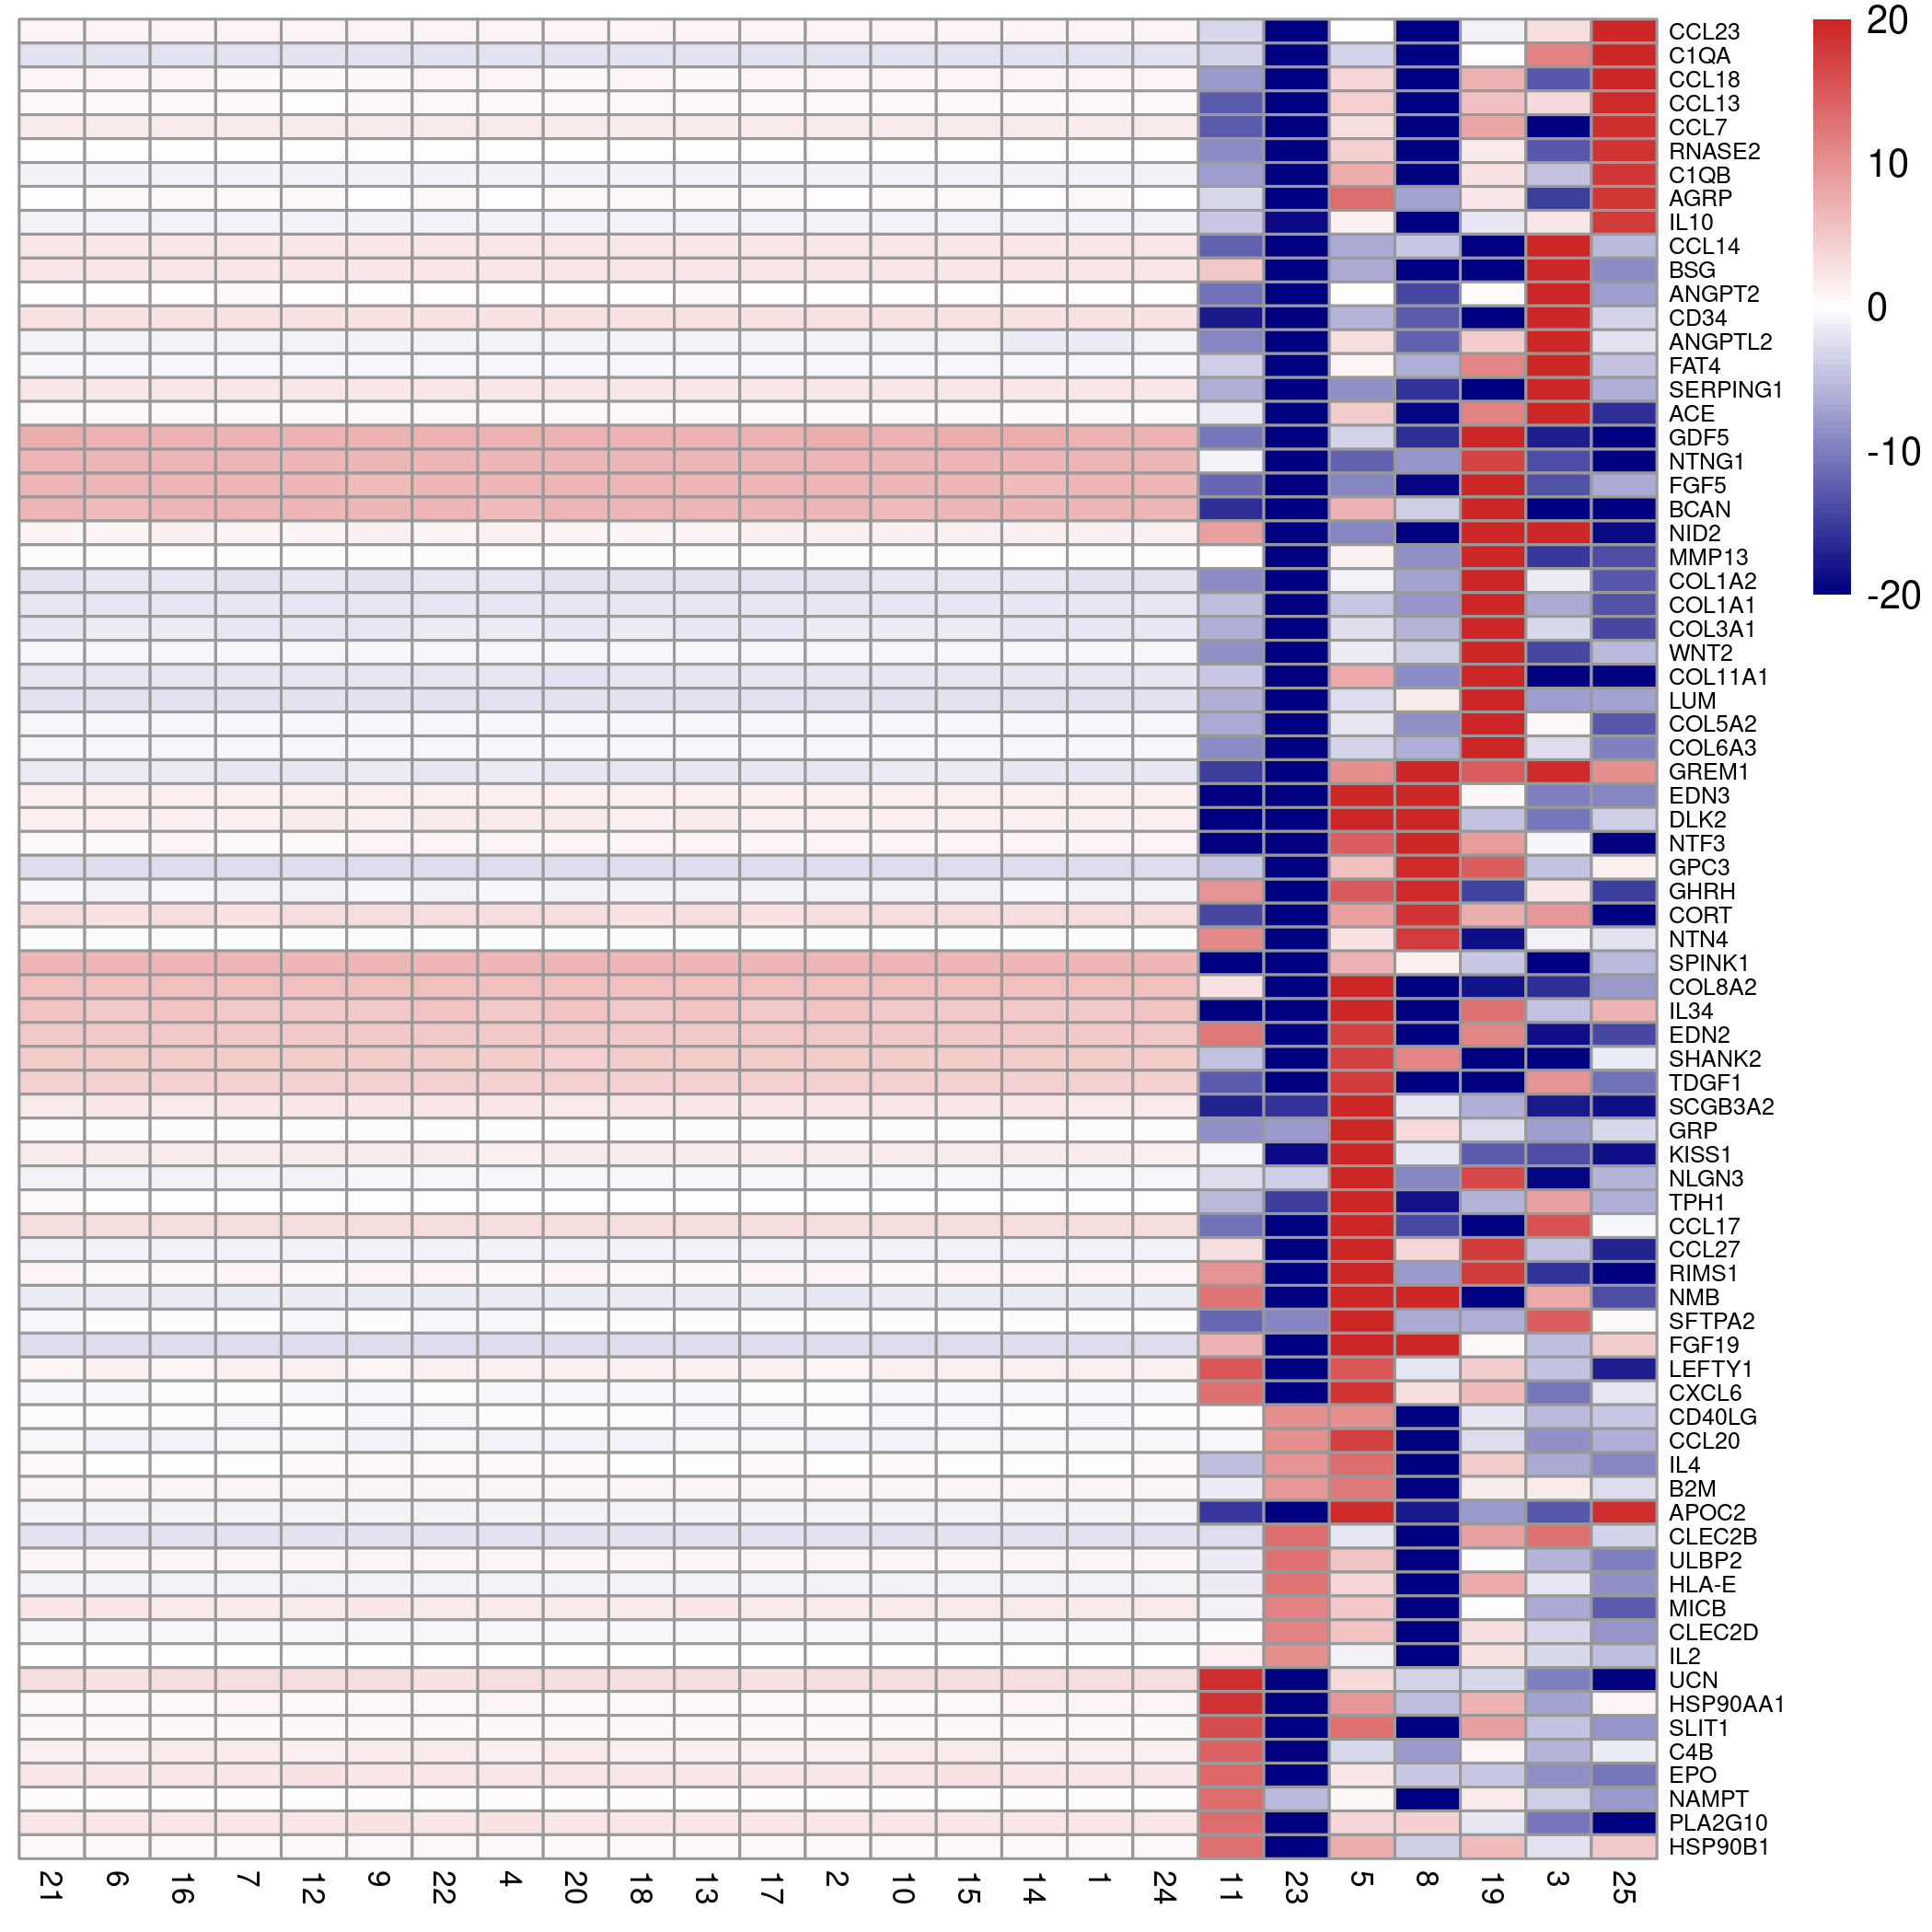 CCL23
C1QA
CCL18
CCL13
CCL7
RNASE2
C1QB
AGRP
IL10
CCL14
BSG
ANGPT2
CD34
ANGPTL2
FAT4
SERPING1
ACE
GDF5
NTNG1
FGF5
BCAN
NID2
MMP13
COL1A2
COL1A1
COL3A1
WNT2
COL11A1
LUM
COL5A2
COL6A3
GREM1
EDN3
DLK2
NTF3
GPC3
GHRH
CORT
NTN4
SPINK1
COL8A2
IL34
EDN2
SHANK2
TDGF1
SCGB3A2
GRP
KISS1
NLGN3
TPH1
CCL17
CCL27
RIMS1
NMB
SFTPA2
FGF19
LEFTY1
CXCL6
CD40LG
CCL20
IL4
B2M
APOC2
CLEC2B
ULBP2
HLA-E
MICB
CLEC2D
IL2
UCN
HSP90AA1
SLIT1
C4B
EPO
NAMPT
PLA2G10
HSP90B1
20
10
0
-10
-20
21 6 16 7 12 9 22 4 20 18 13 17 2 10 15 14 1 24 11 23 5 8 19 3 25